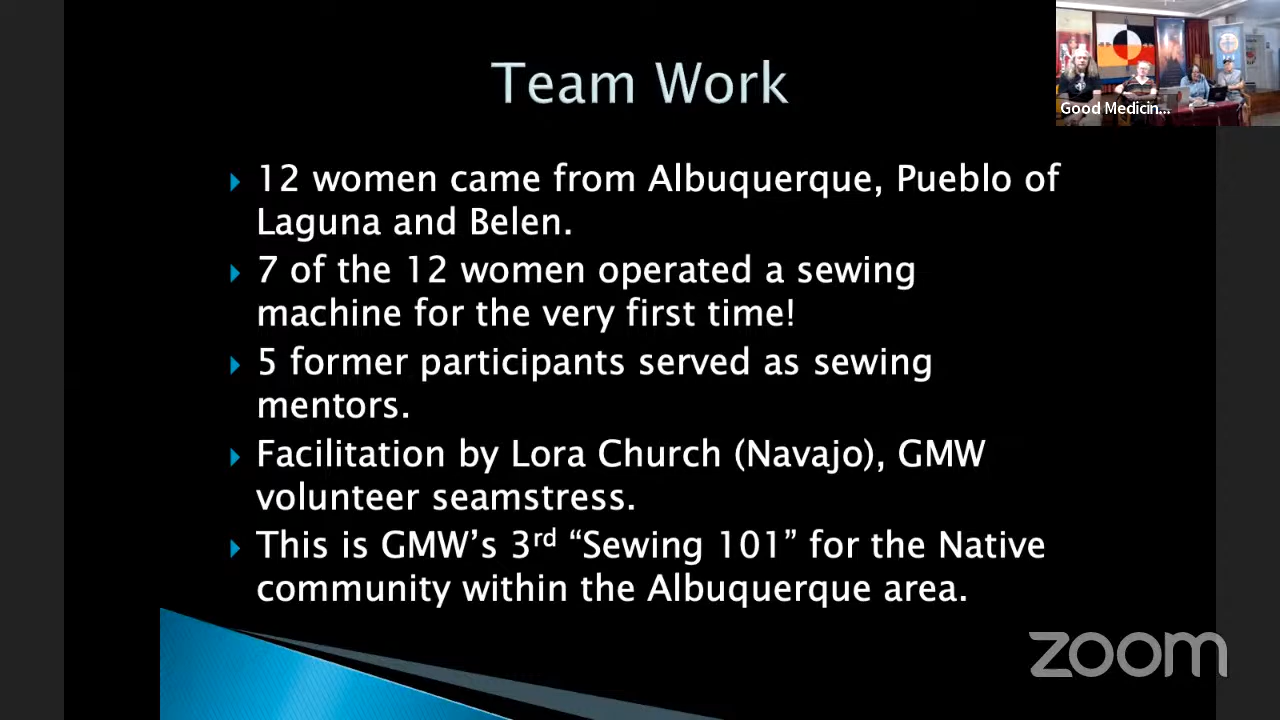 Team Work
Good Medicin...
12 women came from Albuquerque, Pueblo of
Laguna and Belen.
7 of the 12 women operated a sewing
machine for the very first time!
5 former participants served as sewing
mentors.
Facilitation by Lora Church (Navajo), GMW
volunteer seamstress.
This is GMW’s 3rd “Sewing 101” for the Native
community within the Albuquerque area.
zoom